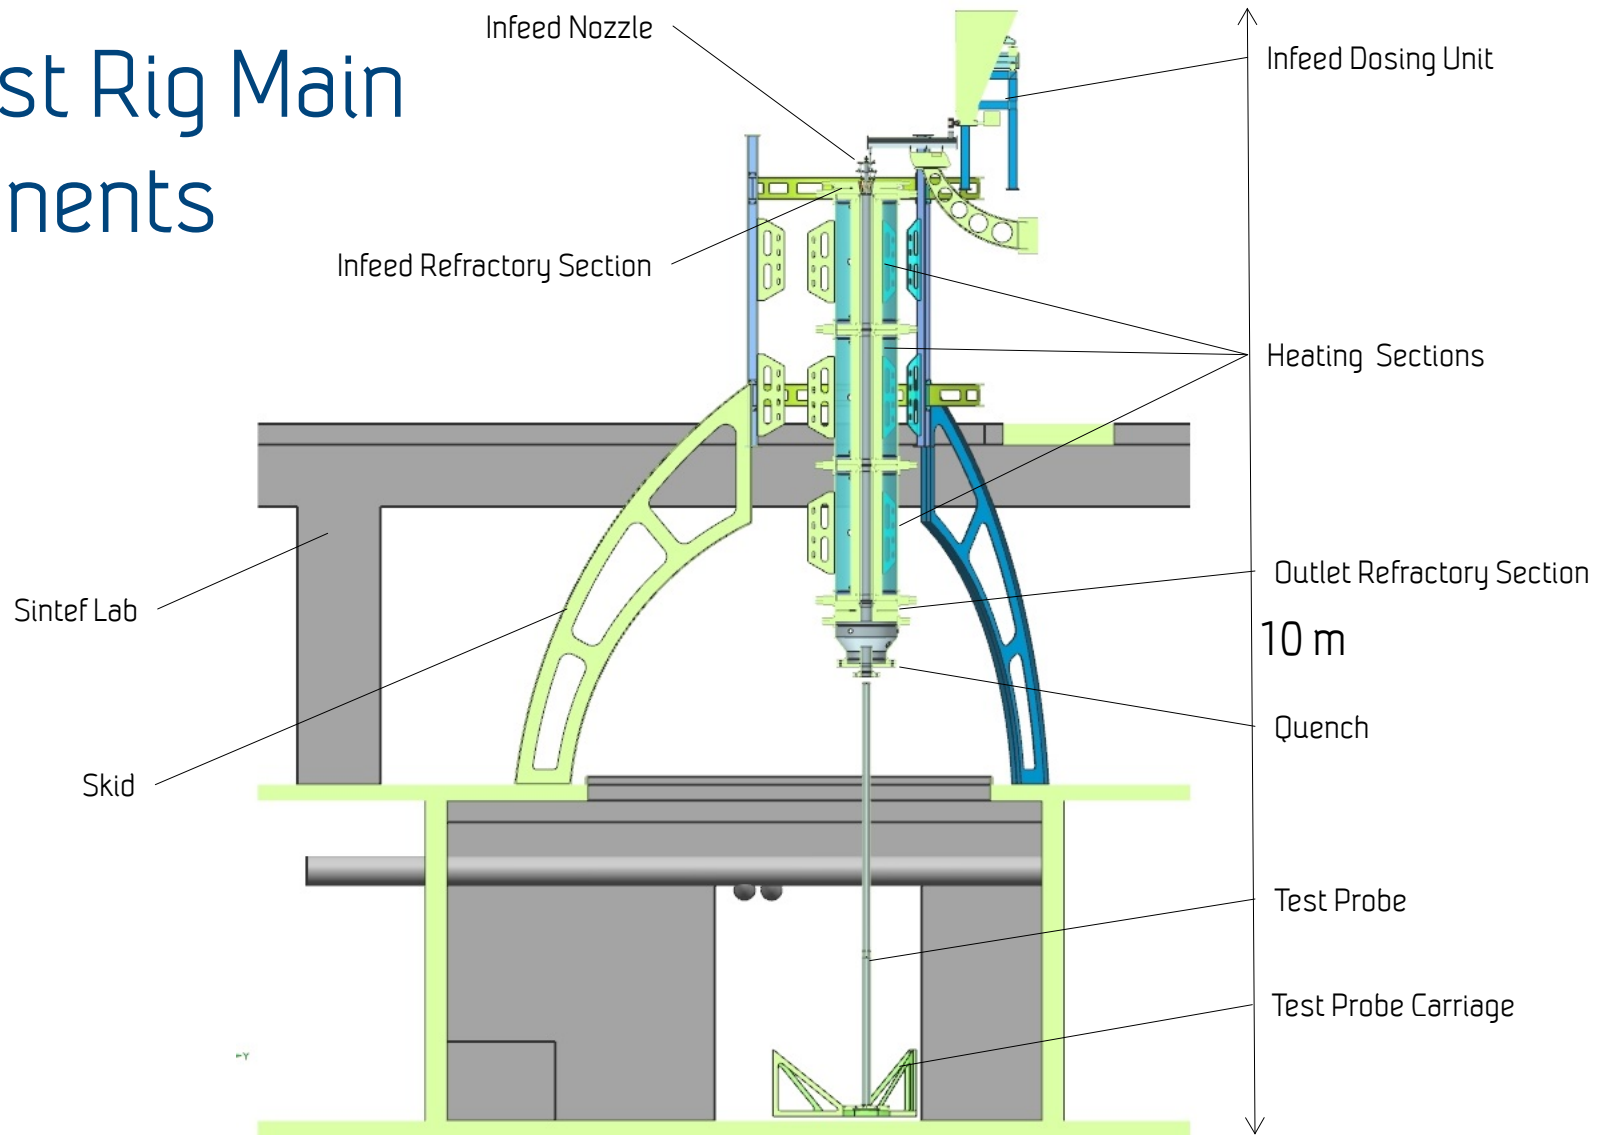 st Rig Main
nents
Infeed Nozzle
Infeed Dosing Unit
Infeed Refractory Section
Heating Sections
Outlet Refractory Section
Sintef Lab
10 m
Quench
Skid
Test Probe
Test Probe Carriage
Y